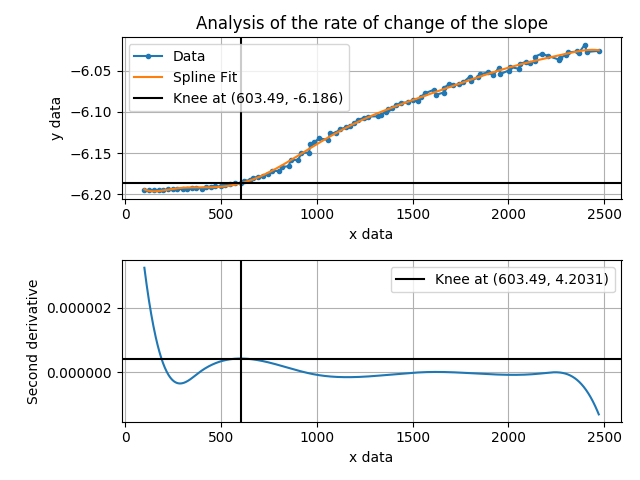 Analysis of the rate of change of the slope
Data
Spline Fit
Knee at (603.49, -6.186)
−6.05
−6.10
−6.15
−6.20
y data
0 500 1000 1500 2000 2500
x data
Knee at (603.49, 4.2031)
0.000002
0.000000
Second derivative
0 500 1000 1500 2000 2500
x data